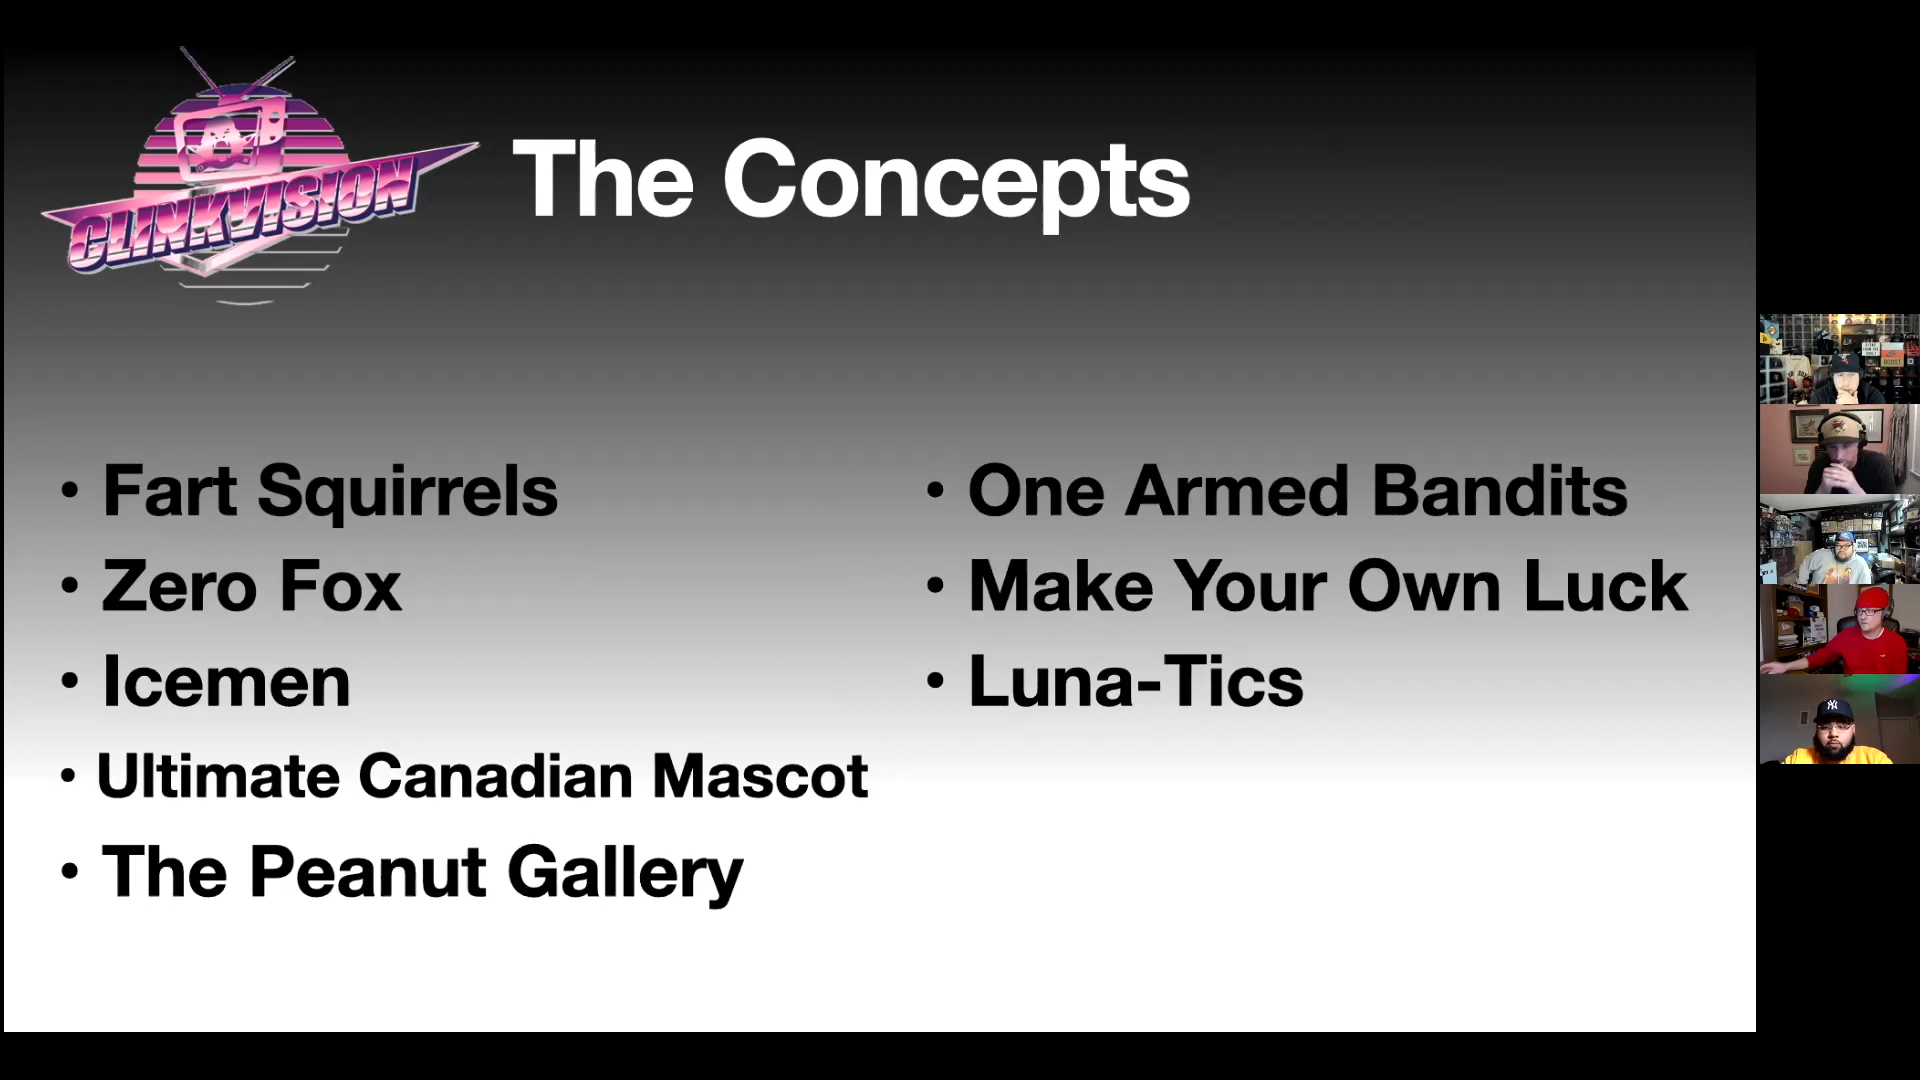 CLINKVISION
The Concepts
• Fart Squirrels
• Zero Fox
• Icemen
• Ultimate Canadian Mascot
• The Peanut Gallery
• One Armed Bandits
• Make Your Own Luck
• Luna-Tics